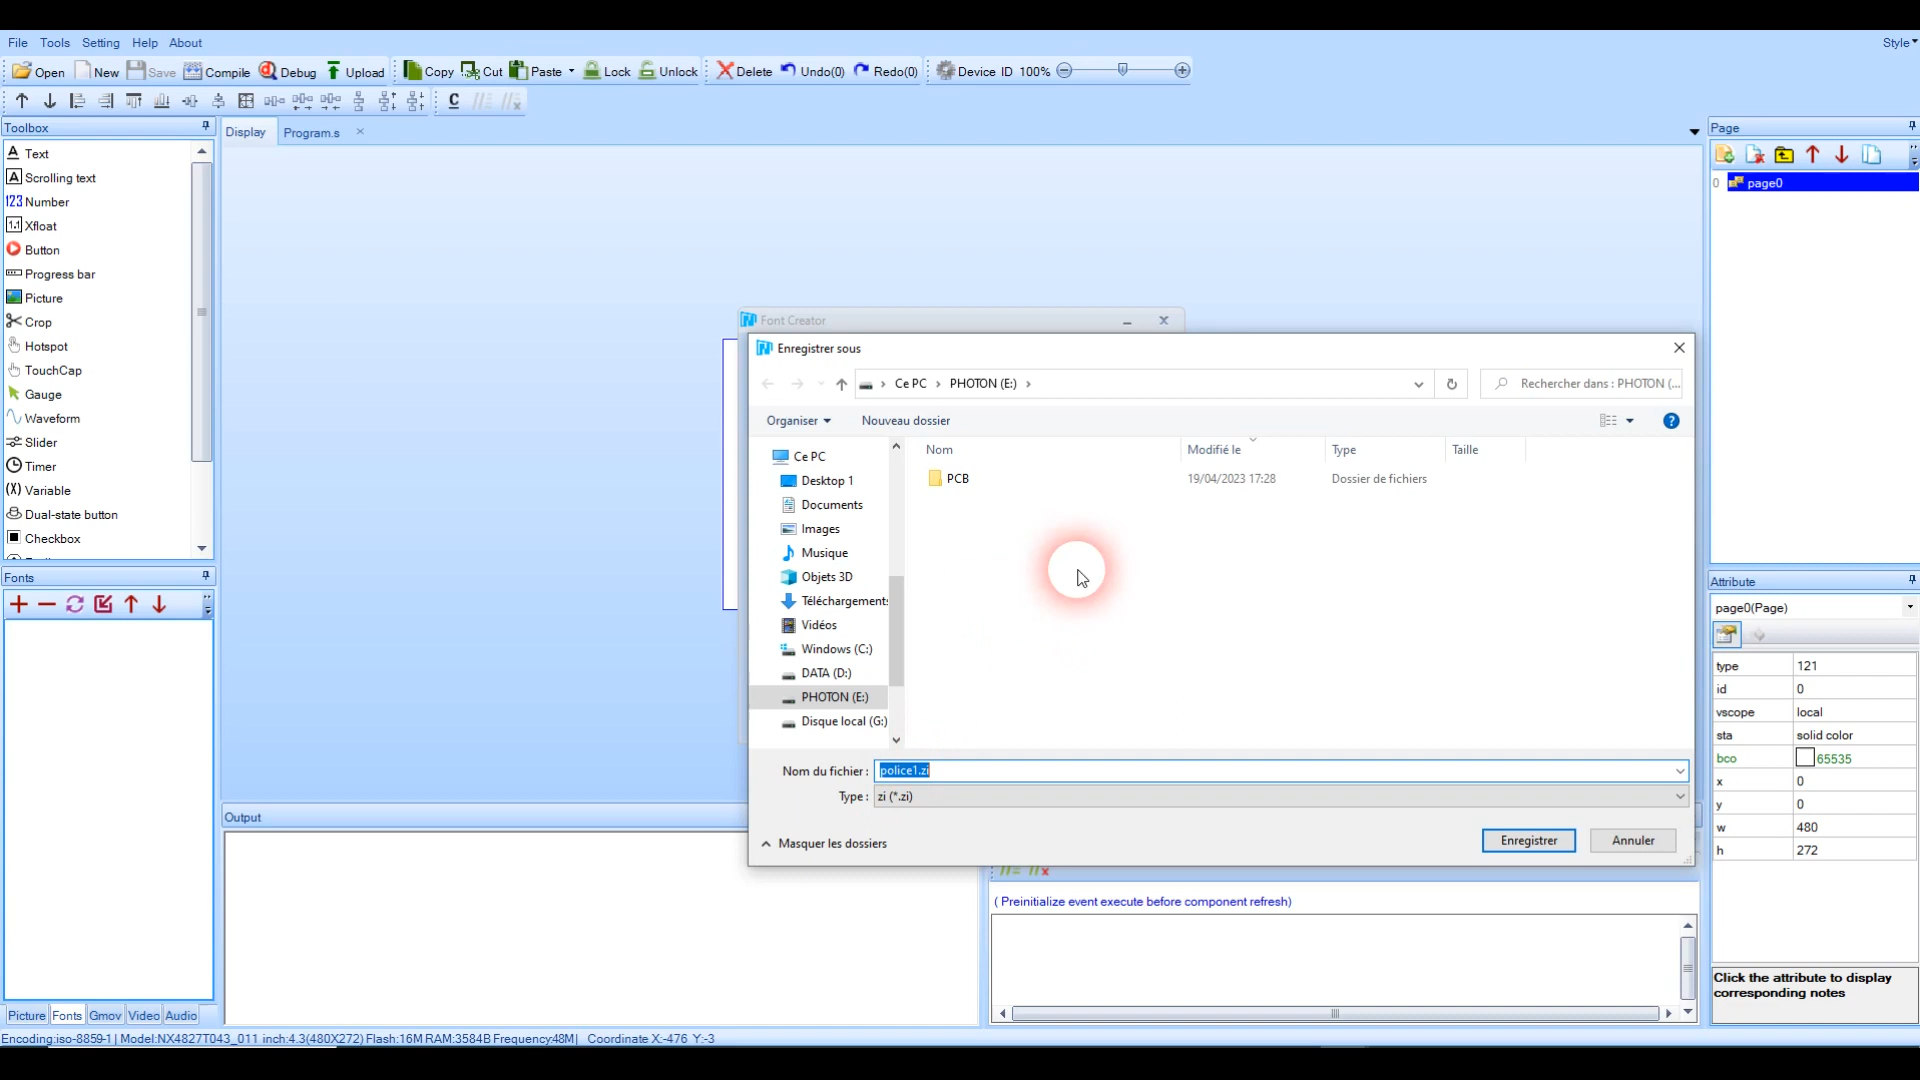 File Tools Setting Help About Style
Open New Save Compile Debug Upload Copy Cut Paste Lock Unlock Delete Undo(0) Redo(0) Device ID 100%
Toolbox
Display Program.s
Page
Text
Scrolling text
Number
Xfloat
Button
Progress bar
Picture
Crop
Hotspot
TouchCap
Gauge
Waveform
Slider
Timer
Variable
Dual-state button
Checkbox
0 page0
Font Creator
Enregistrer sous
Ce PC PHOTON (E:)
Rechercher dans : PHOTON (...
Organiser Nouveau dossier
Nom Modifié le Type Taille
PCB 19/04/2023 17:28 Dossier de fichiers
Ce PC
Desktop 1
Documents
Images
Musique
Objets 3D
Téléchargements
Vidéos
Windows (C:)
DATA (D:)
PHOTON (E:)
Disque local (G:)
Nom du fichier : police1.zi
Type : zi (*.zi)
Masquer les dossiers
Enregistrer Annuler
Fonts
Picture Fonts Gmov Video Audio
Output
( Preinitialize event execute before component refresh)
Attribute
page0(Page)
type 121
id 0
vscope local
sta solid color
bco 65535
x 0
y 0
w 480
h 272
Click the attribute to display
corresponding notes
Encoding:iso-8859-1 | Model:NX4827T043_011 inch:4.3(480X272) Flash:16M RAM:3584B Frequency:48M | Coordinate X:-476 Y:-3